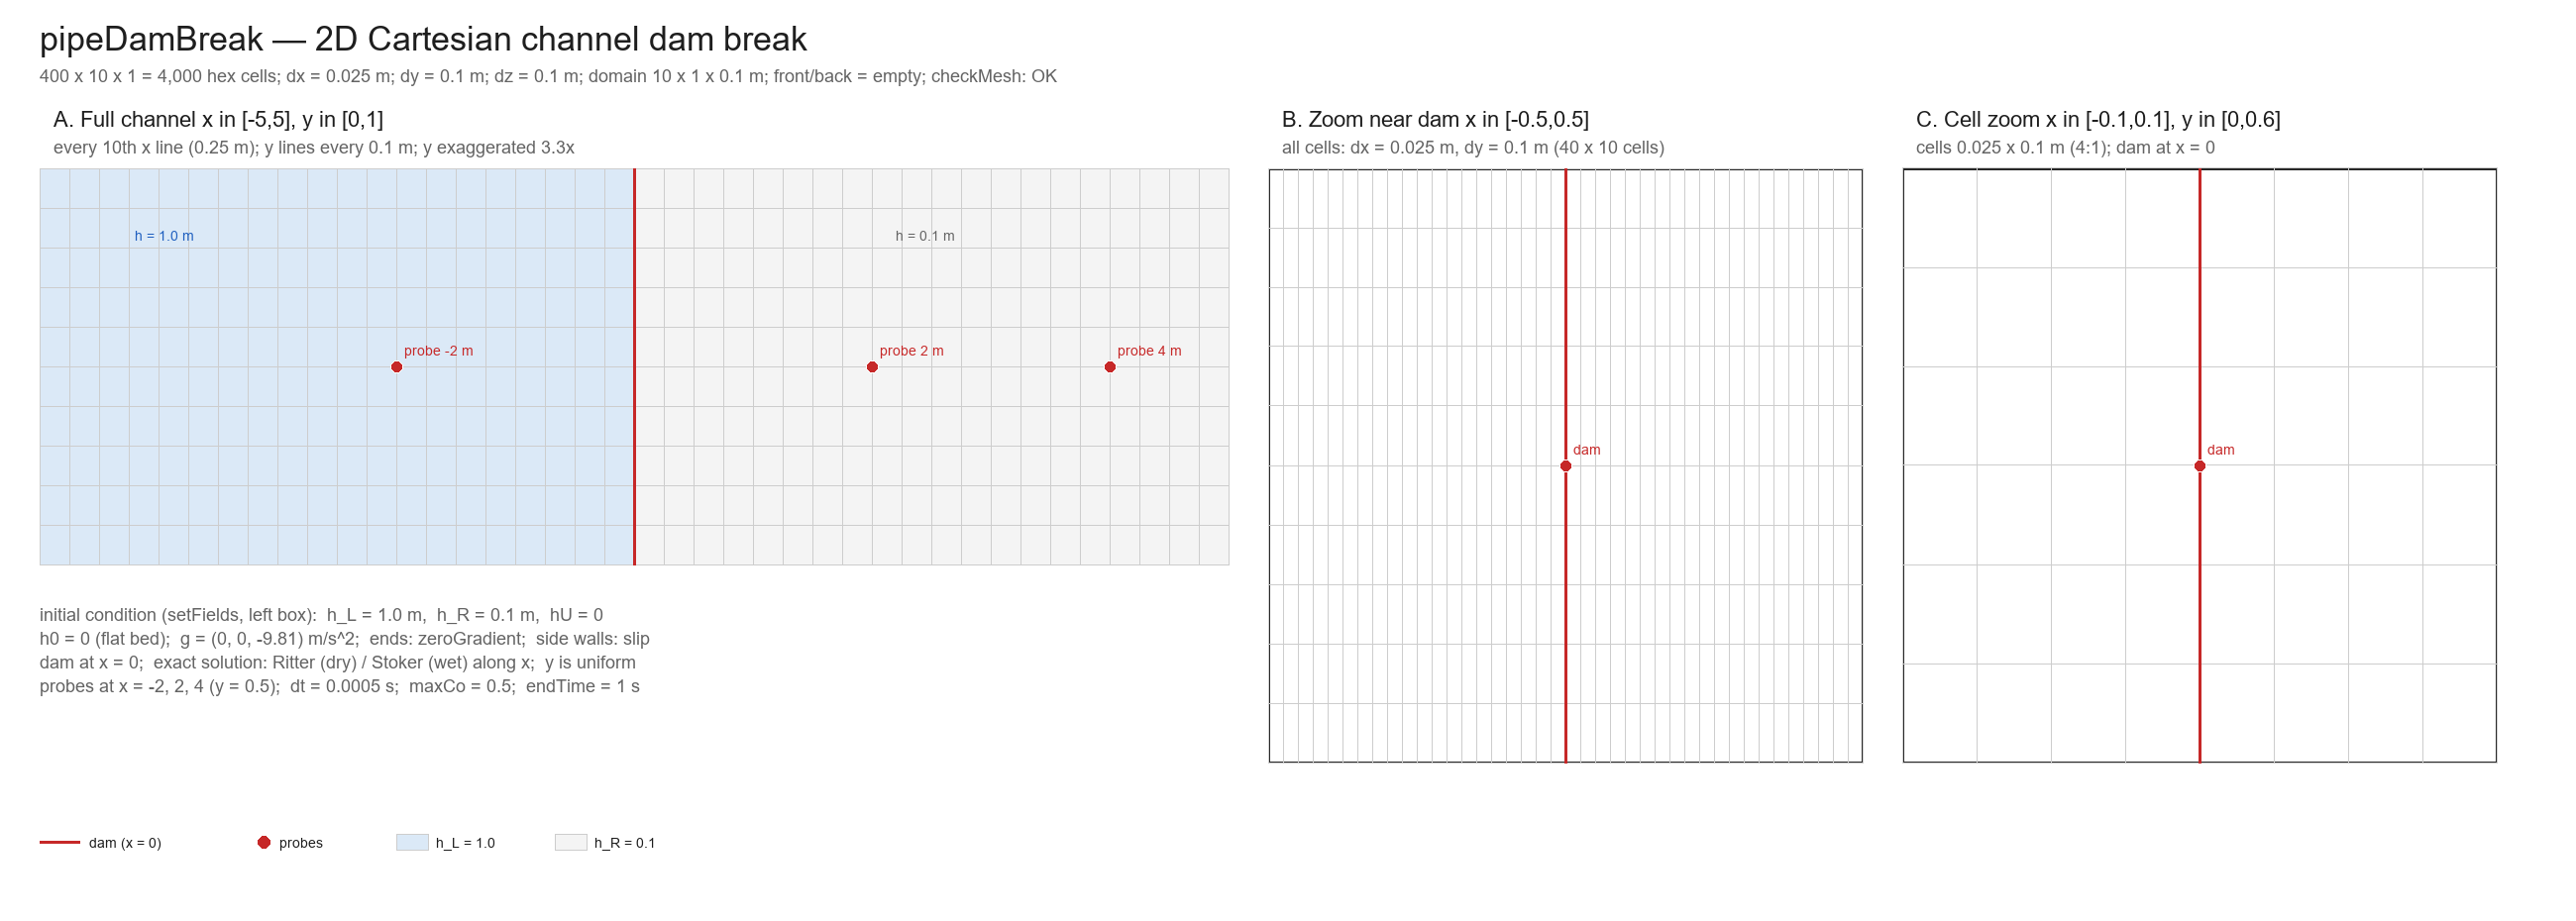 pipeDamBreak — 2D Cartesian channel dam break
400 x 10 x 1 = 4,000 hex cells; dx = 0.025 m; dy = 0.1 m; dz = 0.1 m; domain 10 x 1 x 0.1 m; front/back = empty; checkMesh: OK
A. Full channel x in [-5,5], y in [0,1]
every 10th x line (0.25 m); y lines every 0.1 m; y exaggerated 3.3x
h = 1.0 m
h = 0.1 m
probe -2 m
probe 2 m
probe 4 m
B. Zoom near dam x in [-0.5,0.5]
all cells: dx = 0.025 m, dy = 0.1 m (40 x 10 cells)
dam
C. Cell zoom x in [-0.1,0.1], y in [0,0.6]
cells 0.025 x 0.1 m (4:1); dam at x = 0
dam
initial condition (setFields, left box):  h_L = 1.0 m,  h_R = 0.1 m,  hU = 0
h0 = 0 (flat bed);  g = (0, 0, -9.81) m/s^2;  ends: zeroGradient;  side walls: slip
dam at x = 0;  exact solution: Ritter (dry) / Stoker (wet) along x;  y is uniform
probes at x = -2, 2, 4 (y = 0.5);  dt = 0.0005 s;  maxCo = 0.5;  endTime = 1 s
dam (x = 0)
probes
h_L = 1.0
h_R = 0.1